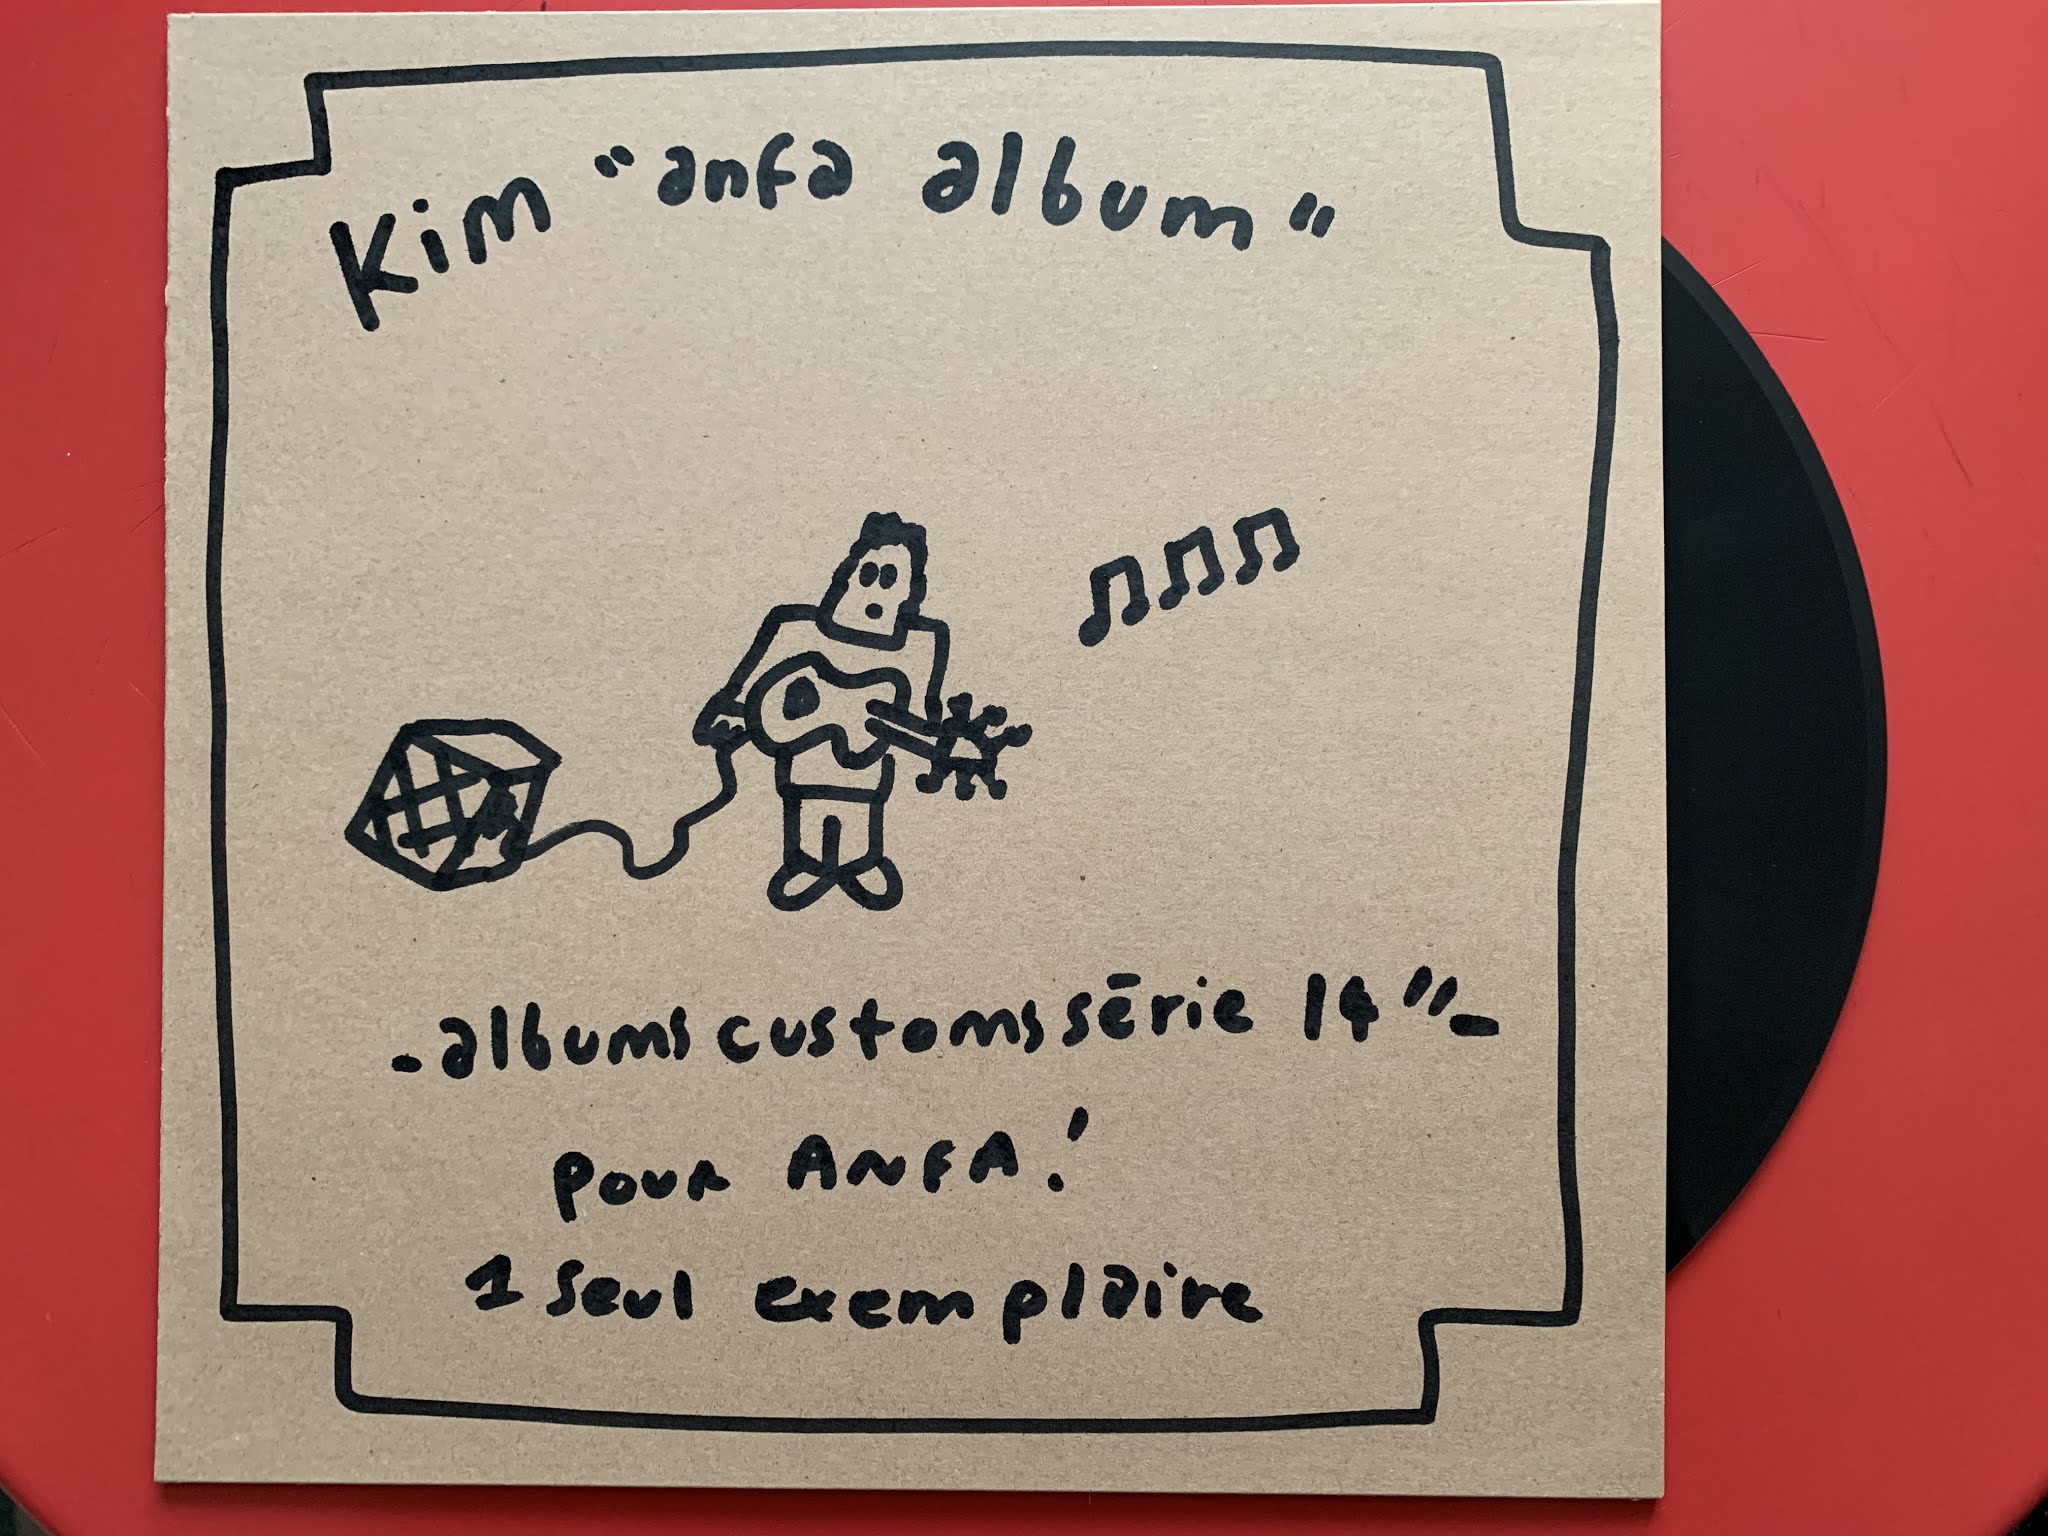 Kim "anfa album"
- albums customs série 14" -
pour ANFA!
1 seul exemplaire